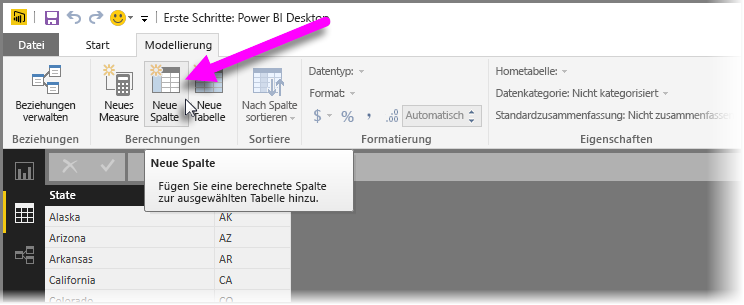 Erste Schritte: Power BI Desktop
Datei Start Modellierung
Datentyp: Hometabelle:
Format: Datenkategorie: Nicht kategorisiert
Beziehungen verwalten Neues Measure Neue Spalte Neue Tabelle Nach Spalte sortieren $ % , .00 Automatisch Standardzusammenfassung: Nicht zusammenfassen
Beziehungen Berechnungen Sortiere Formatierung Eigenschaften
Neue Spalte
Fügen Sie eine berechnete Spalte
zur ausgewählten Tabelle hinzu.
State
Alaska AK
Arizona AZ
Arkansas AR
California CA
Colorado CO